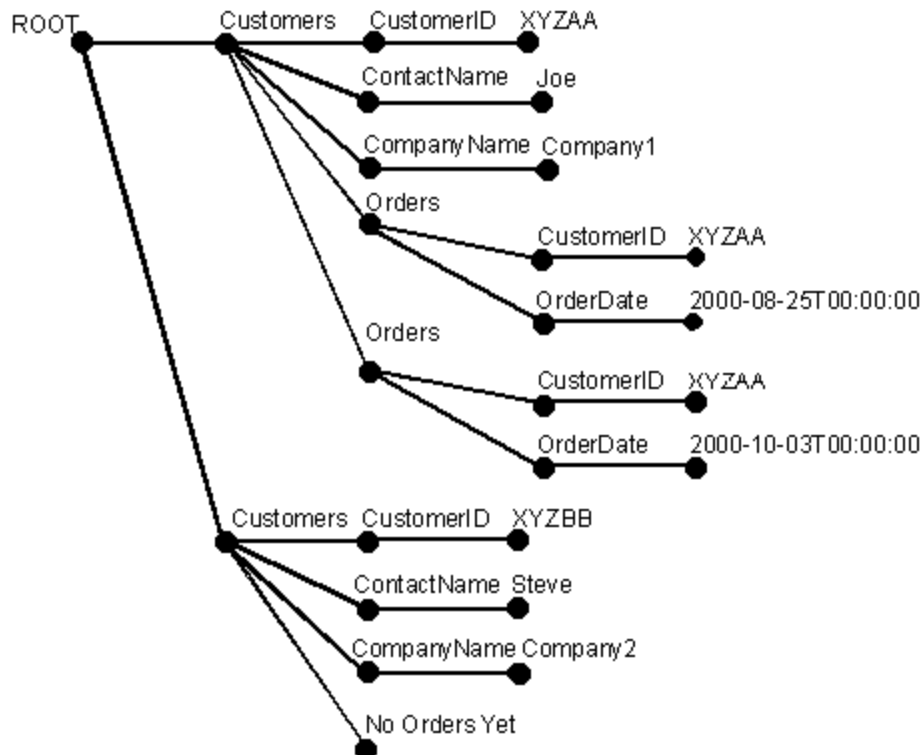 ROOT
Customers CustomerID XYZAA
ContactName Joe
CompanyName Company1
Orders
CustomerID XYZAA
OrderDate 2000-08-25T00:00:00
Orders
CustomerID XYZAA
OrderDate 2000-10-03T00:00:00
Customers CustomerID XYZBB
ContactName Steve
CompanyName Company2
No Orders Yet